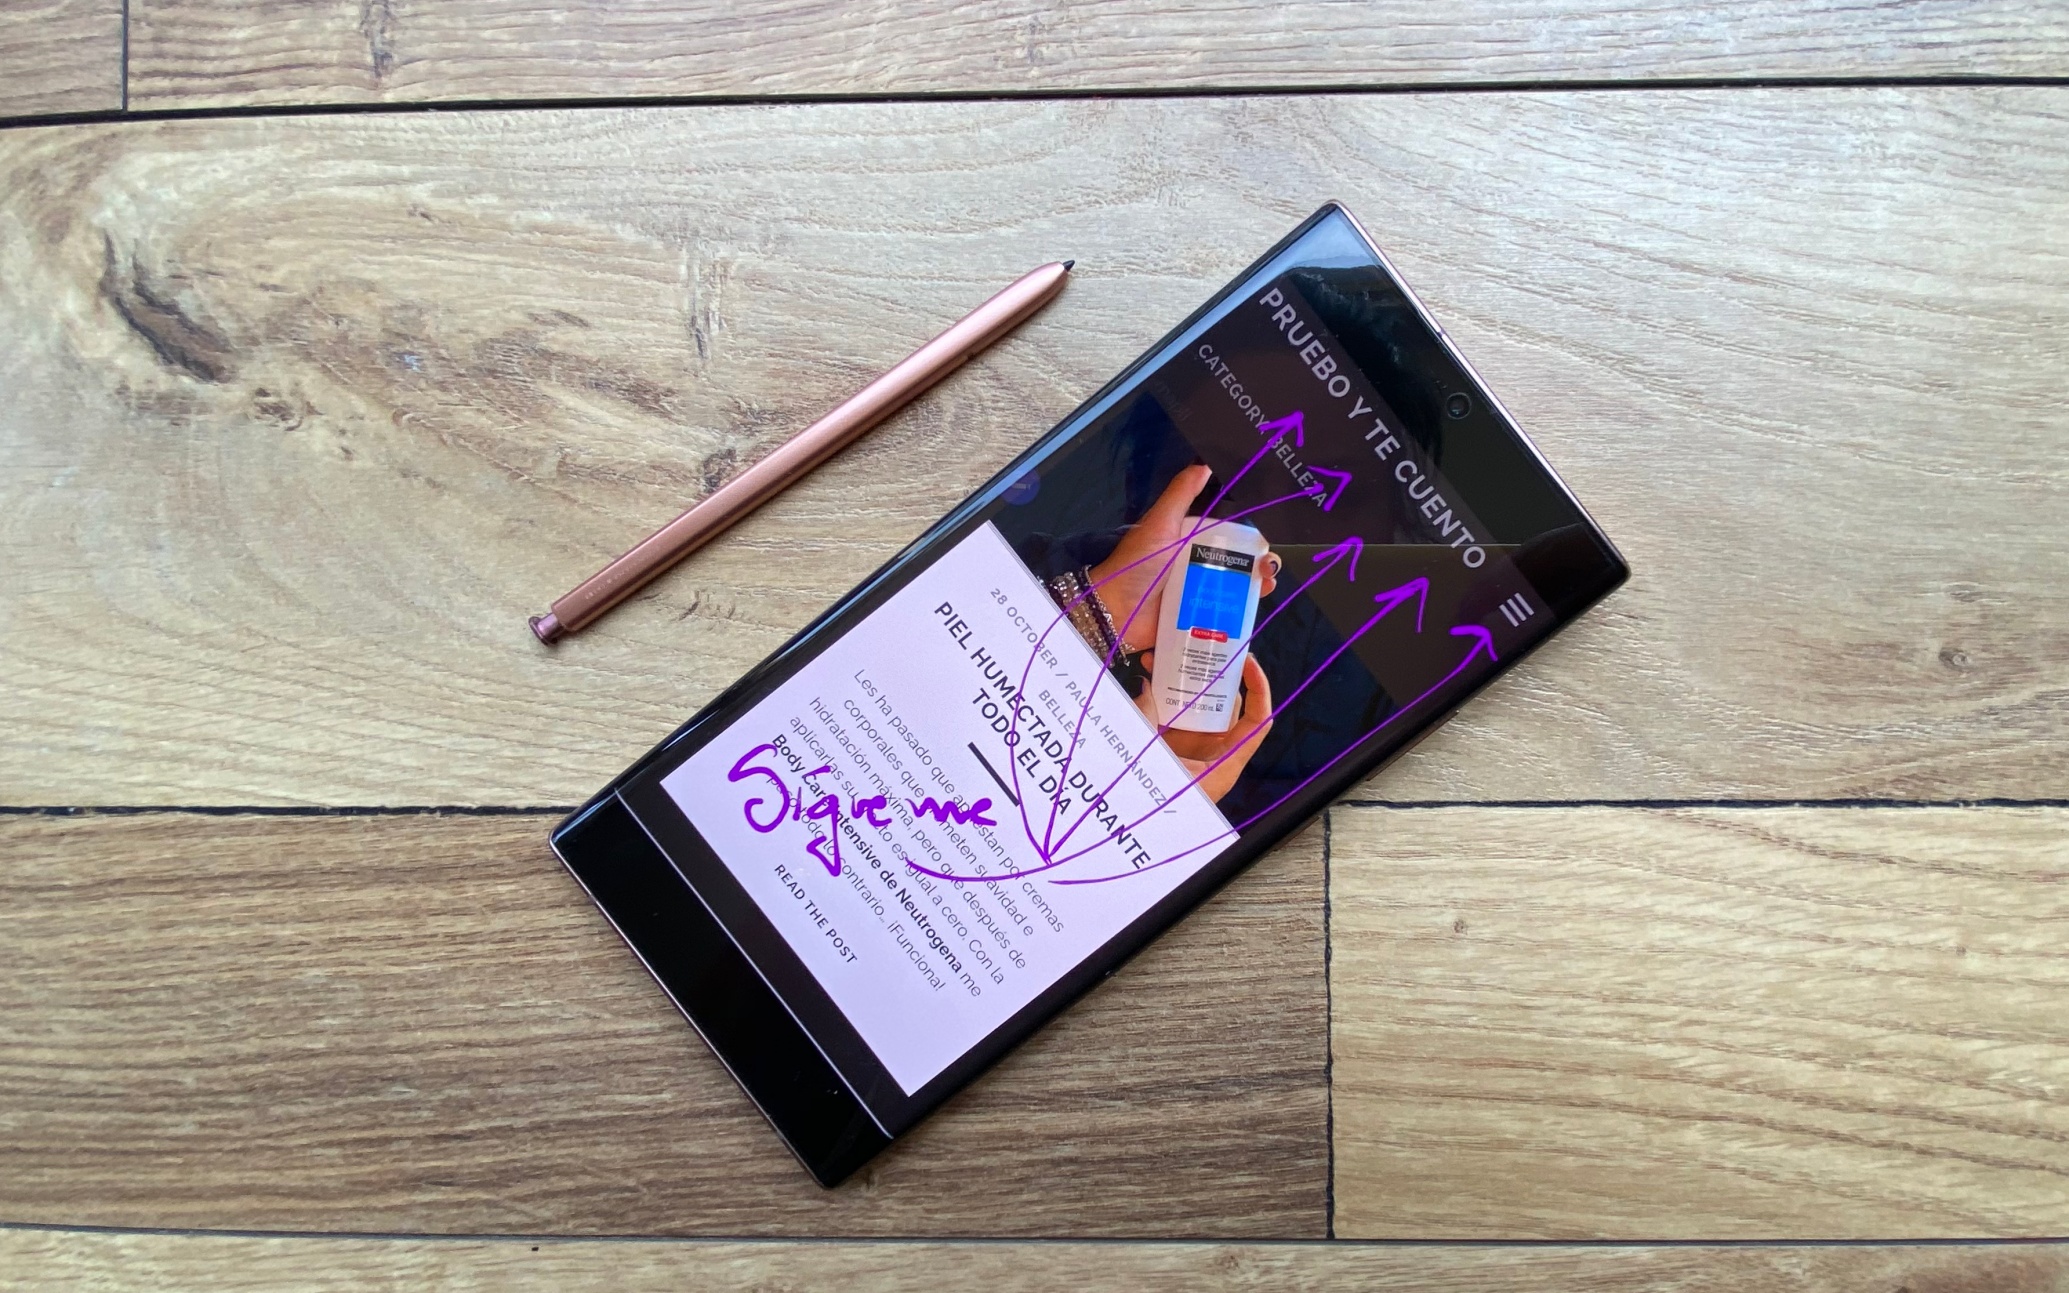 PRUEBO Y TE CUENTO
CATEGORY: BELLEZA
Neutrogena
intensive
EXTRA CARE
CONT. NETO 200 mL
28 OCTOBER / PAULA HERNÁNDEZ /
BELLEZA
PIEL HUMECTADA DURANTE
TODO EL DÍA
Les ha pasado que apuestan por cremas
corporales que prometen suavidad e
hidratación máxima, pero que después de
aplicarlas su efecto es igual a cero. Con la
Body Care Intensive de Neutrogena me
pasó todo lo contrario… ¡Funciona!
READ THE POST
Sígueme